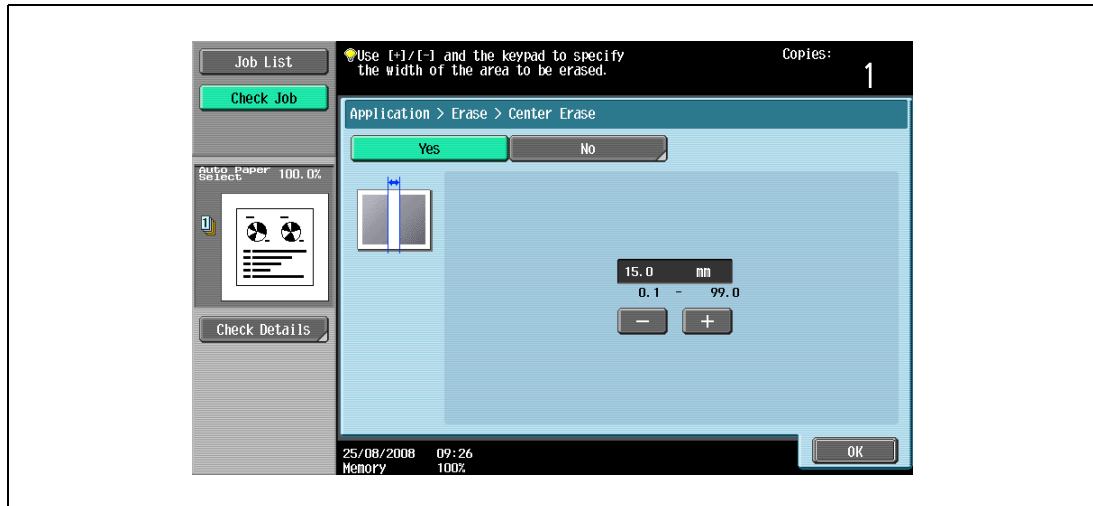 Job List
Check Job
Use [+]/[-] and the keypad to specify
the width of the area to be erased.
Copies:
1
Application > Erase > Center Erase
Yes
No
Auto Paper
Select
100.0%
1
Check Details
15.0 mm
0.1 - 99.0
− +
25/08/2008 09:26
Memory 100%
OK